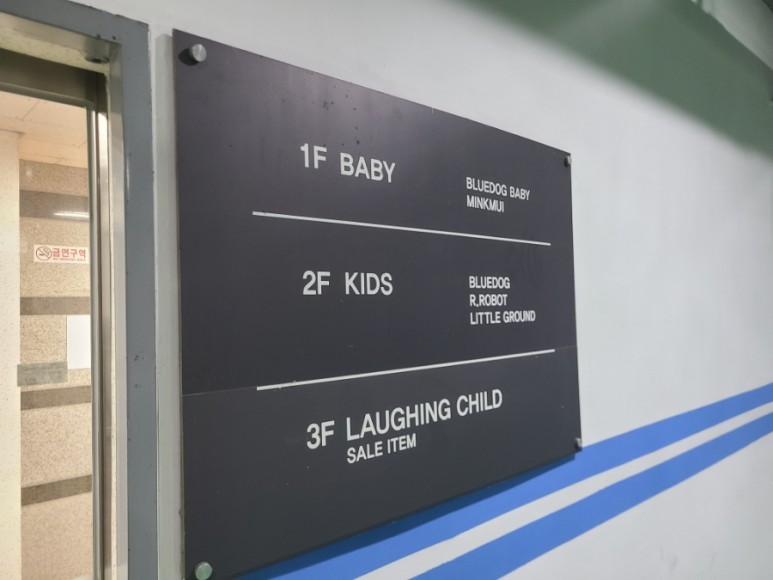 1F BABY
BLUEDOG BABY
MINKMUI
2F KIDS
BLUEDOG
R.ROBOT
LITTLE GROUND
3F LAUGHING CHILD
SALE ITEM
금연구역